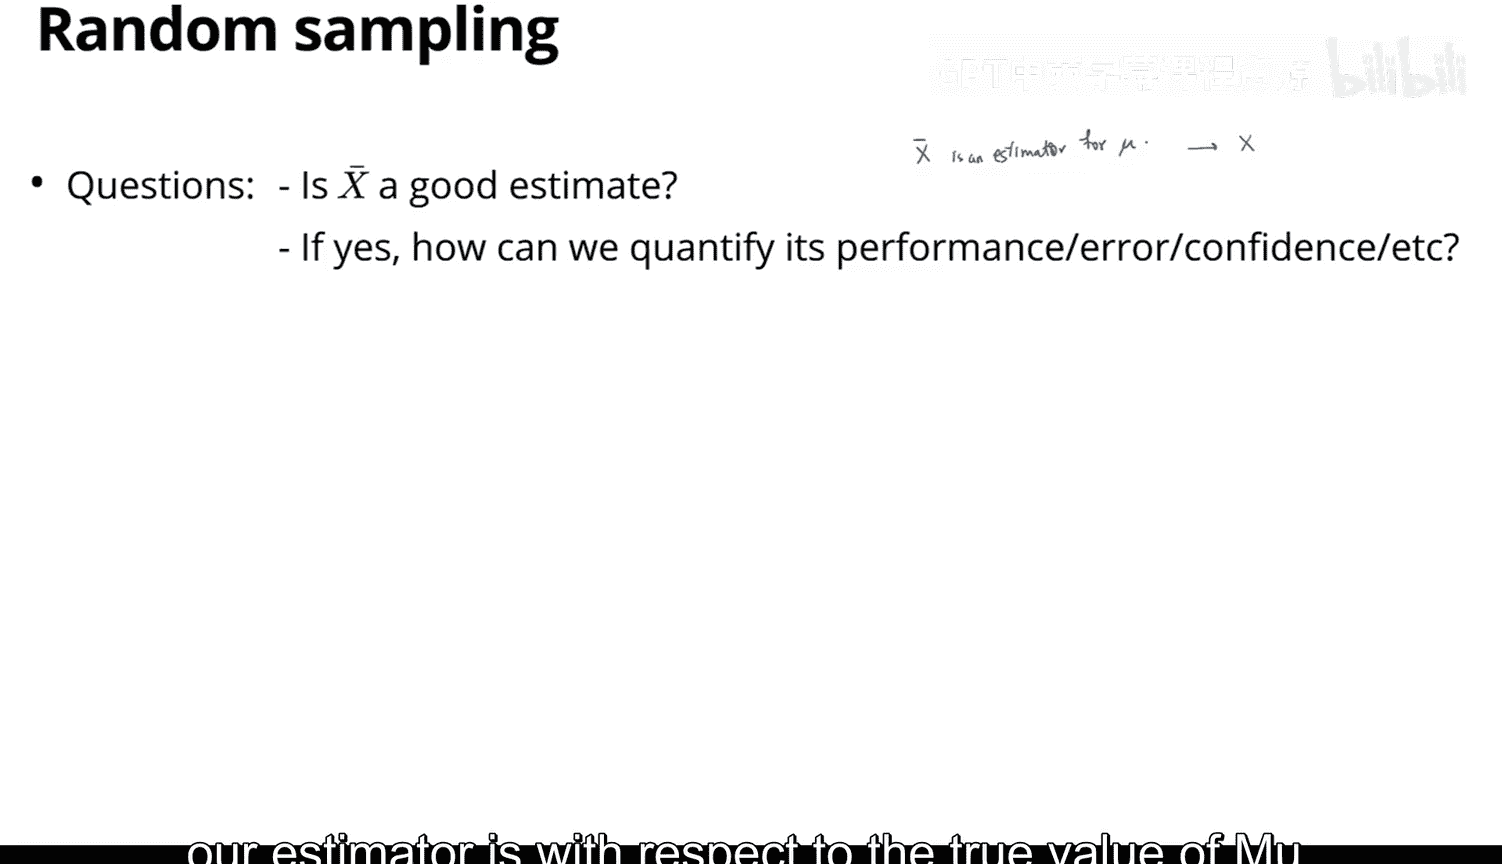 Random sampling
bilibili
X̄ is an estimator for μ. → X
• Questions: - Is X̄ a good estimate?
- If yes, how can we quantify its performance/error/confidence/etc?
our estimator is with respect to the true value of Mu